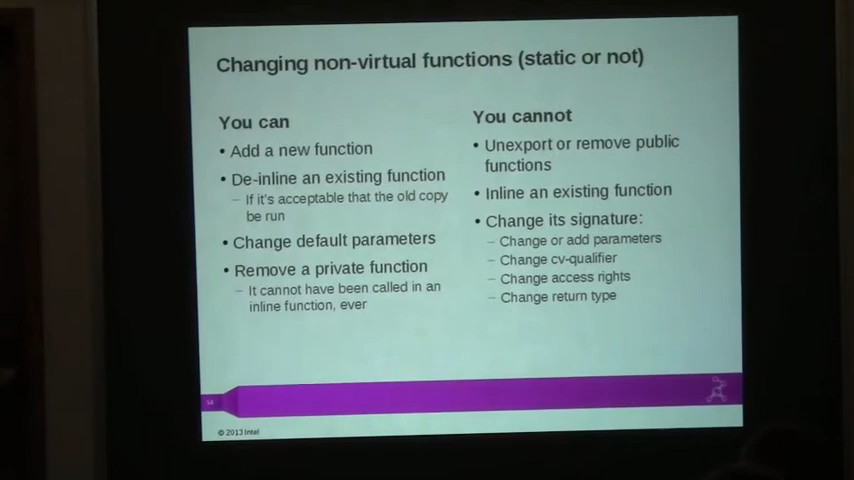 Changing non-virtual functions (static or not)
You can
• Add a new function
• De-inline an existing function
– If it's acceptable that the old copy
be run
• Change default parameters
• Remove a private function
– It cannot have been called in an
inline function, ever
You cannot
• Unexport or remove public
functions
• Inline an existing function
• Change its signature:
– Change or add parameters
– Change cv-qualifier
– Change access rights
– Change return type
14
© 2013 Intel